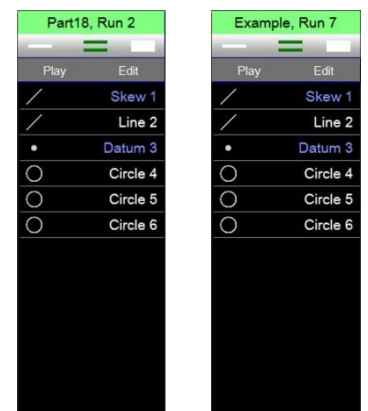 Part18, Run 2
Play Edit
Skew 1
Line 2
Datum 3
Circle 4
Circle 5
Circle 6
Example, Run 7
Play Edit
Skew 1
Line 2
Datum 3
Circle 4
Circle 5
Circle 6